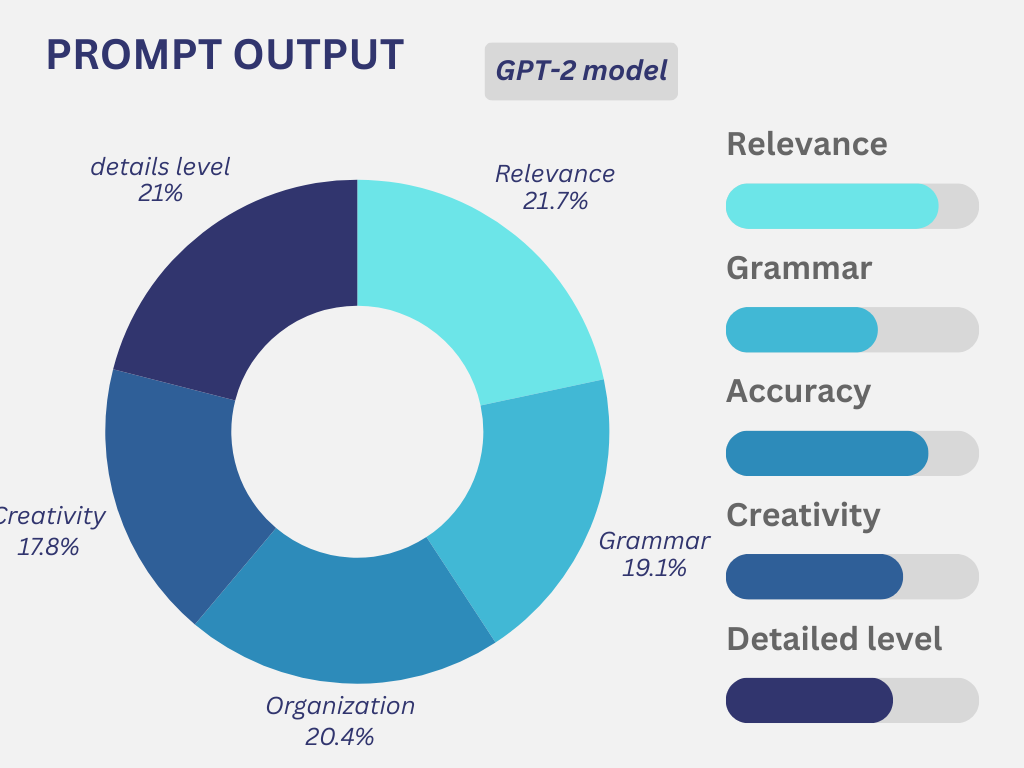 PROMPT OUTPUT
GPT-2 model
details level
21%
Relevance
21.7%
Creativity
17.8%
Grammar
19.1%
Organization
20.4%
Relevance
Grammar
Accuracy
Creativity
Detailed level